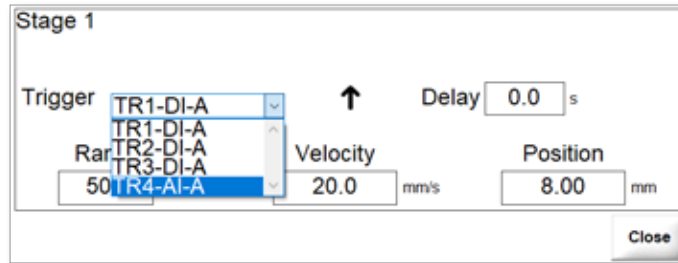 Stage 1
Trigger TR1-DI-A Delay 0.0 s
TR1-DI-A
TR2-DI-A
TR3-DI-A
TR4-AI-A
Velocity Position
50 20.0 mm/s 8.00 mm
Close